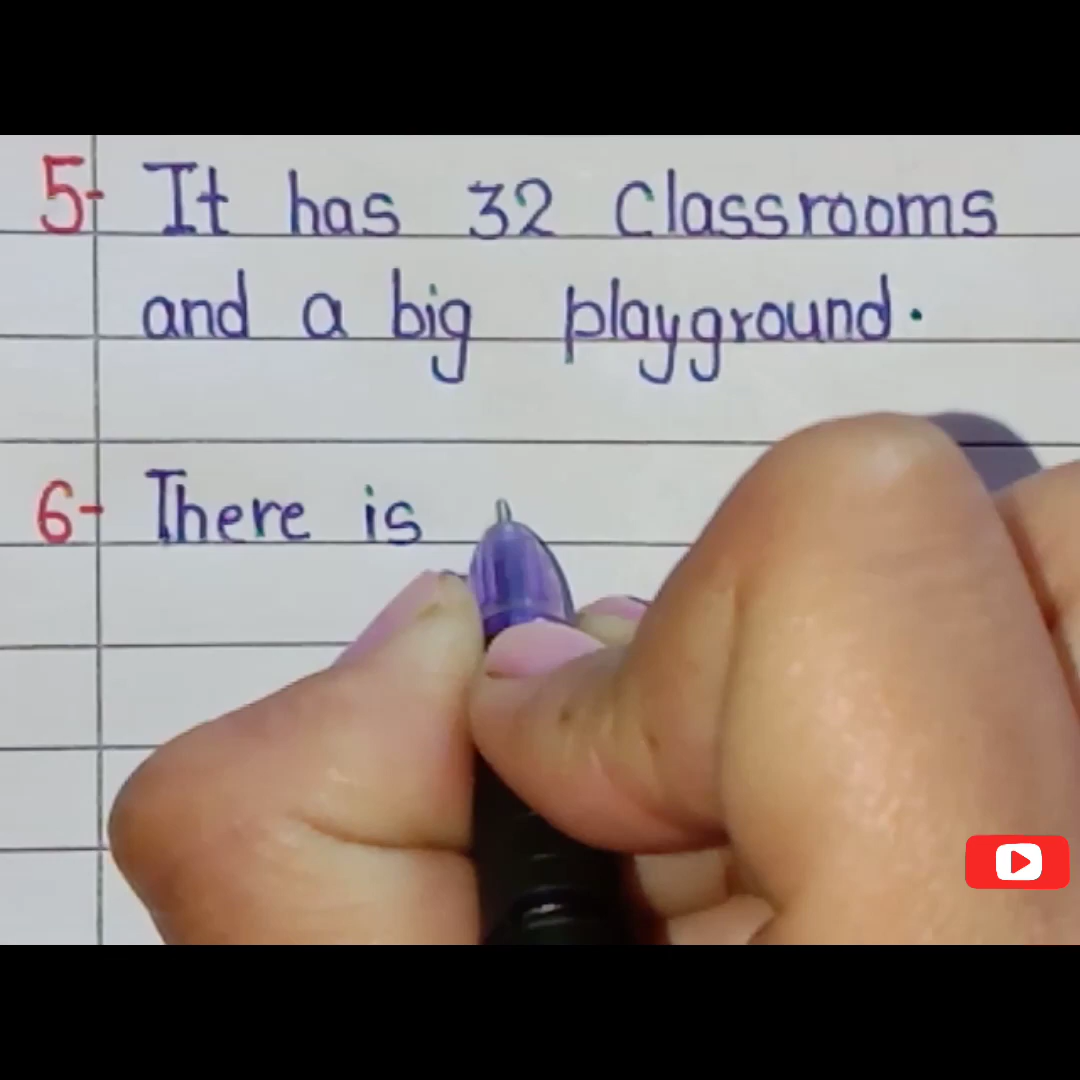 5- It has 32 Classrooms
and a big playground.
6- There is